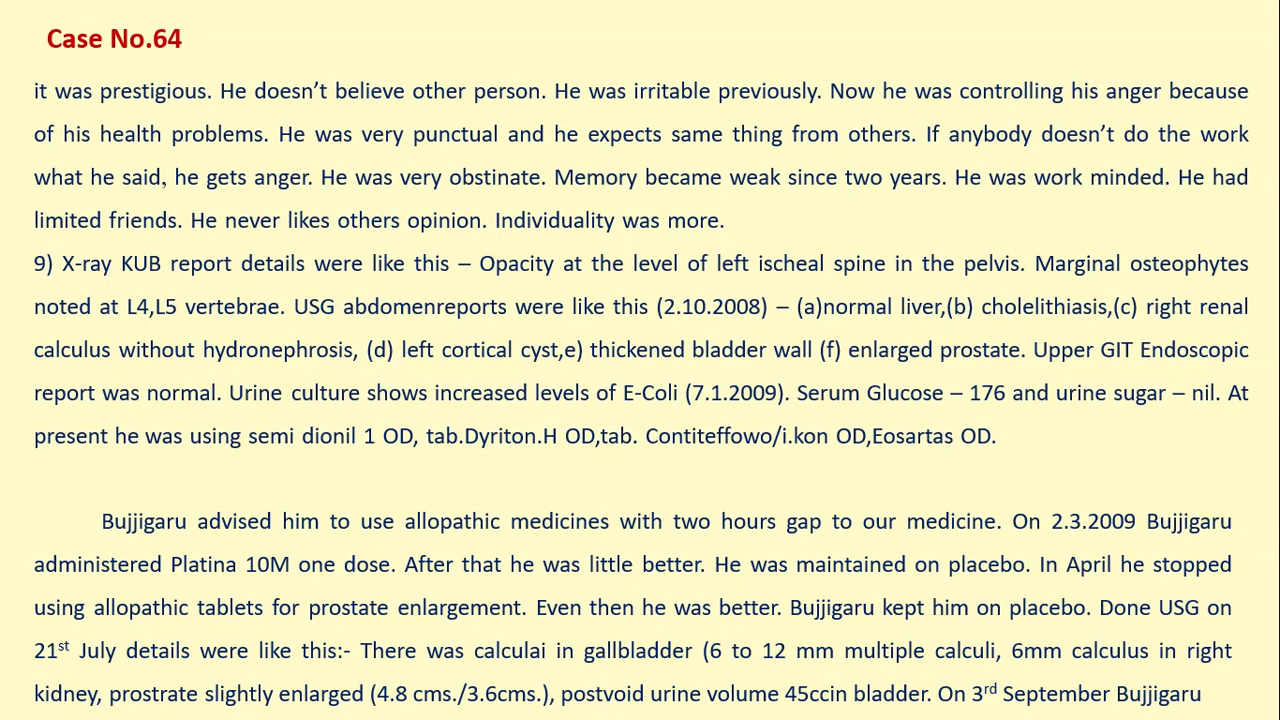 Case No.64
it was prestigious. He doesn’t believe other person. He was irritable previously. Now he was controlling his anger because
of his health problems. He was very punctual and he expects same thing from others. If anybody doesn’t do the work
what he said, he gets anger. He was very obstinate. Memory became weak since two years. He was work minded. He had
limited friends. He never likes others opinion. Individuality was more.
9) X-ray KUB report details were like this – Opacity at the level of left ischeal spine in the pelvis. Marginal osteophytes
noted at L4,L5 vertebrae. USG abdomenreports were like this (2.10.2008) – (a)normal liver,(b) cholelithiasis,(c) right renal
calculus without hydronephrosis, (d) left cortical cyst,e) thickened bladder wall (f) enlarged prostate. Upper GIT Endoscopic
report was normal. Urine culture shows increased levels of E-Coli (7.1.2009). Serum Glucose – 176 and urine sugar – nil. At
present he was using semi dionil 1 OD, tab.Dyriton.H OD,tab. Contiteffowo/i.kon OD,Eosartas OD.
Bujjigaru advised him to use allopathic medicines with two hours gap to our medicine. On 2.3.2009 Bujjigaru
administered Platina 10M one dose. After that he was little better. He was maintained on placebo. In April he stopped
using allopathic tablets for prostate enlargement. Even then he was better. Bujjigaru kept him on placebo. Done USG on
21st July details were like this:- There was calculai in gallbladder (6 to 12 mm multiple calculi, 6mm calculus in right
kidney, prostrate slightly enlarged (4.8 cms./3.6cms.), postvoid urine volume 45ccin bladder. On 3rd September Bujjigaru